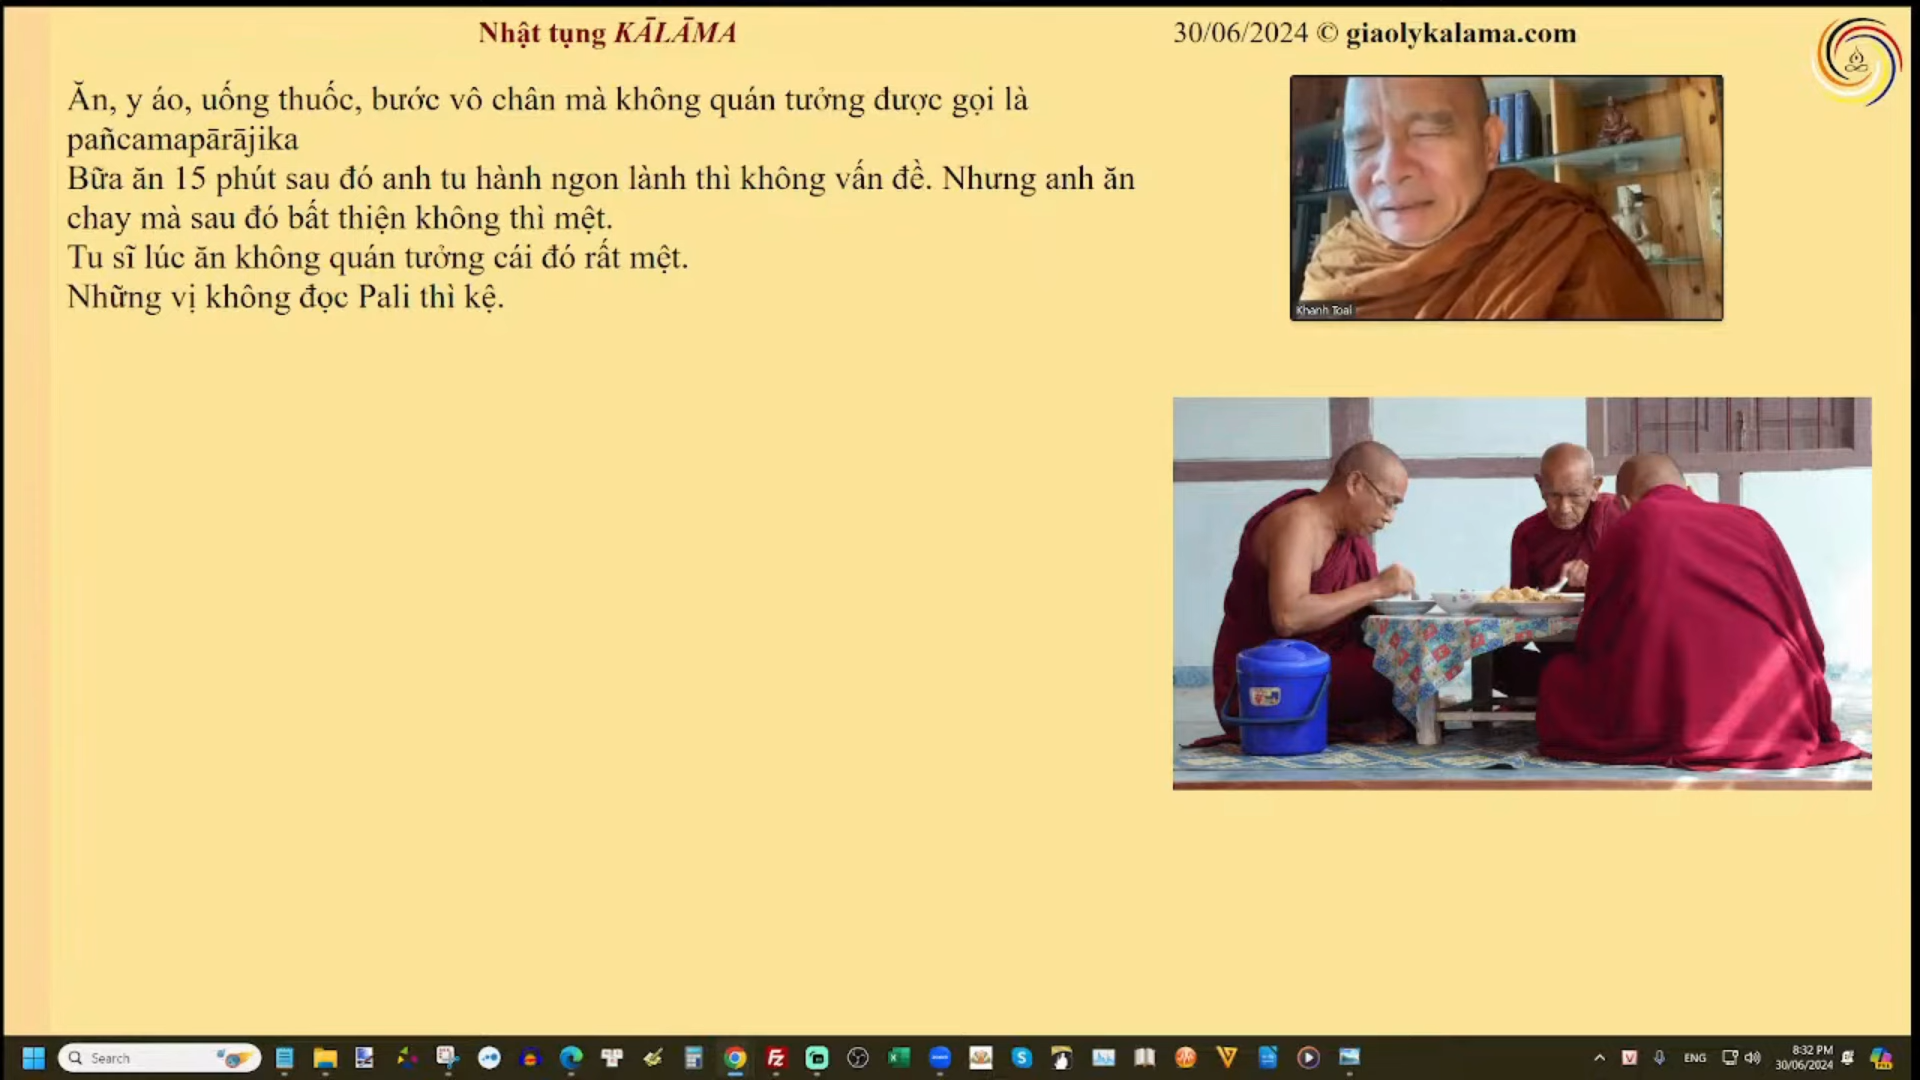 Nhật tụng KĀLĀMA
30/06/2024 © giaolykalama.com
Ăn, y áo, uống thuốc, bước vô chân mà không quán tưởng được gọi là
pañcamapārājika
Bữa ăn 15 phút sau đó anh tu hành ngon lành thì không vấn đề. Nhưng anh ăn
chay mà sau đó bất thiện không thì mệt.
Tu sĩ lúc ăn không quán tưởng cái đó rất mệt.
Những vị không đọc Pali thì kệ.
Khanh Toai
Search
ENG
8:32 PM
30/06/2024